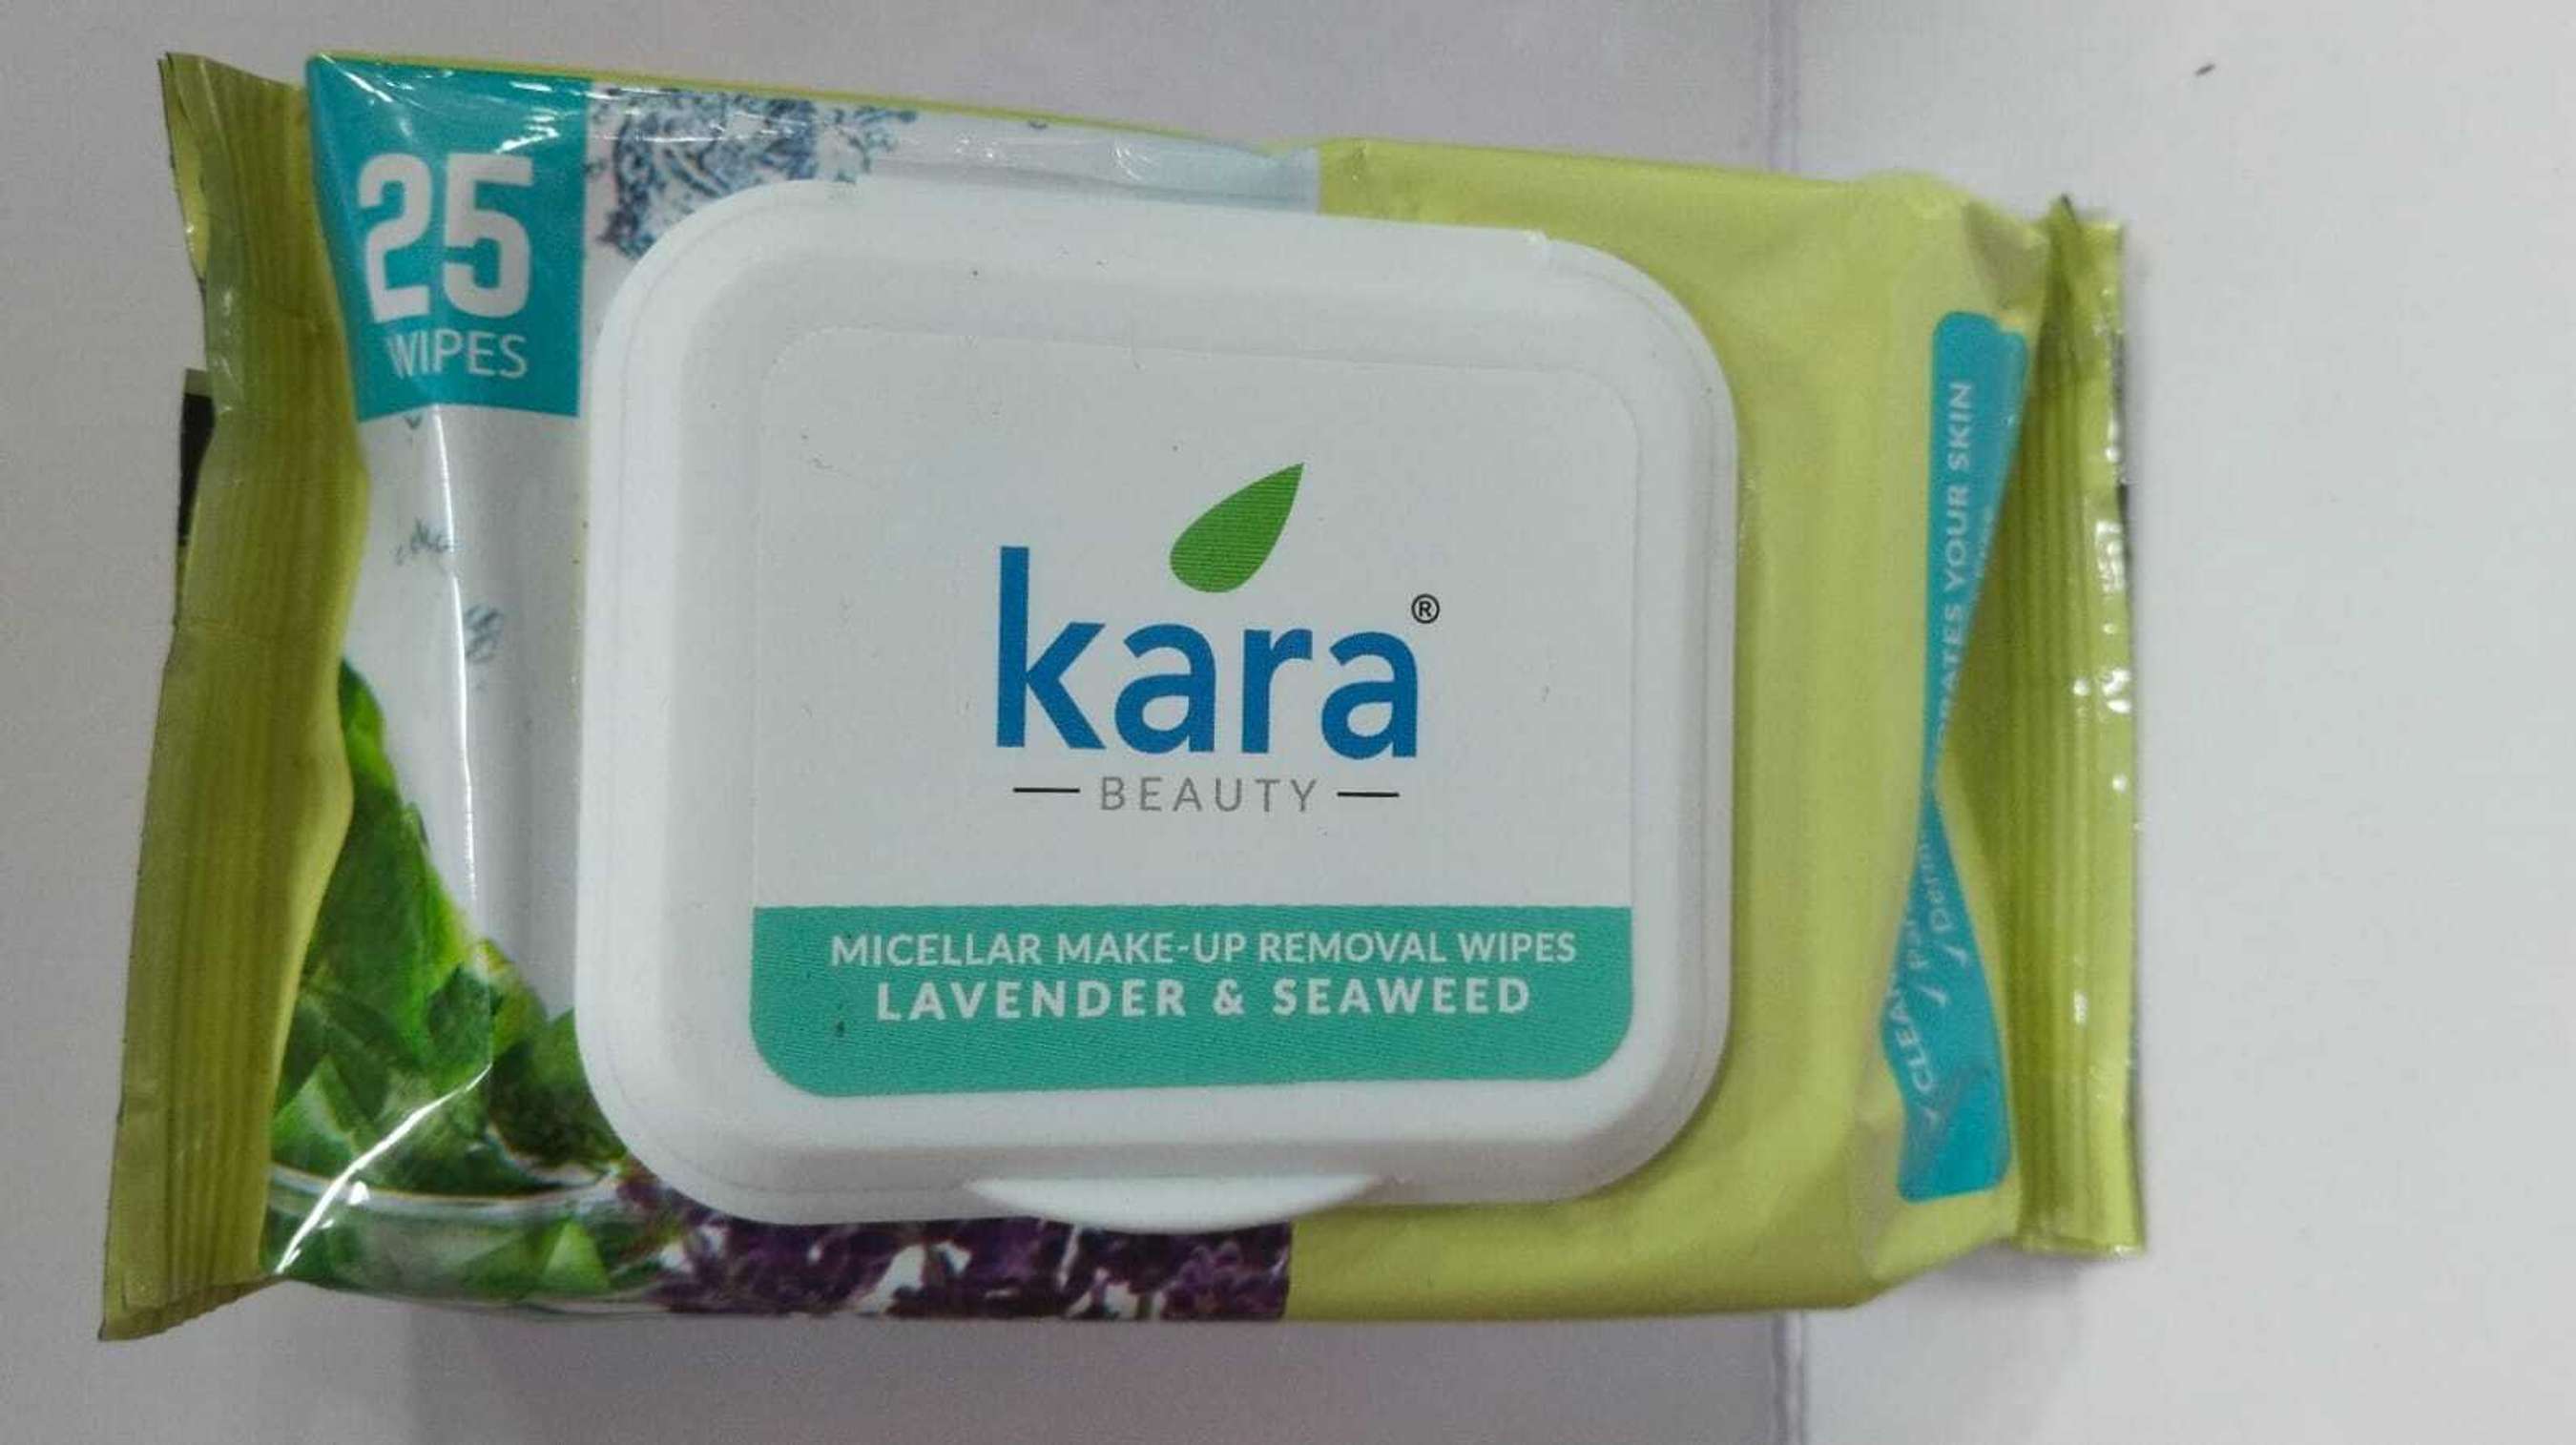 25
WIPES
kara®
BEAUTY
MICELLAR MAKE-UP REMOVAL WIPES
LAVENDER & SEAWEED
YOUR SKIN